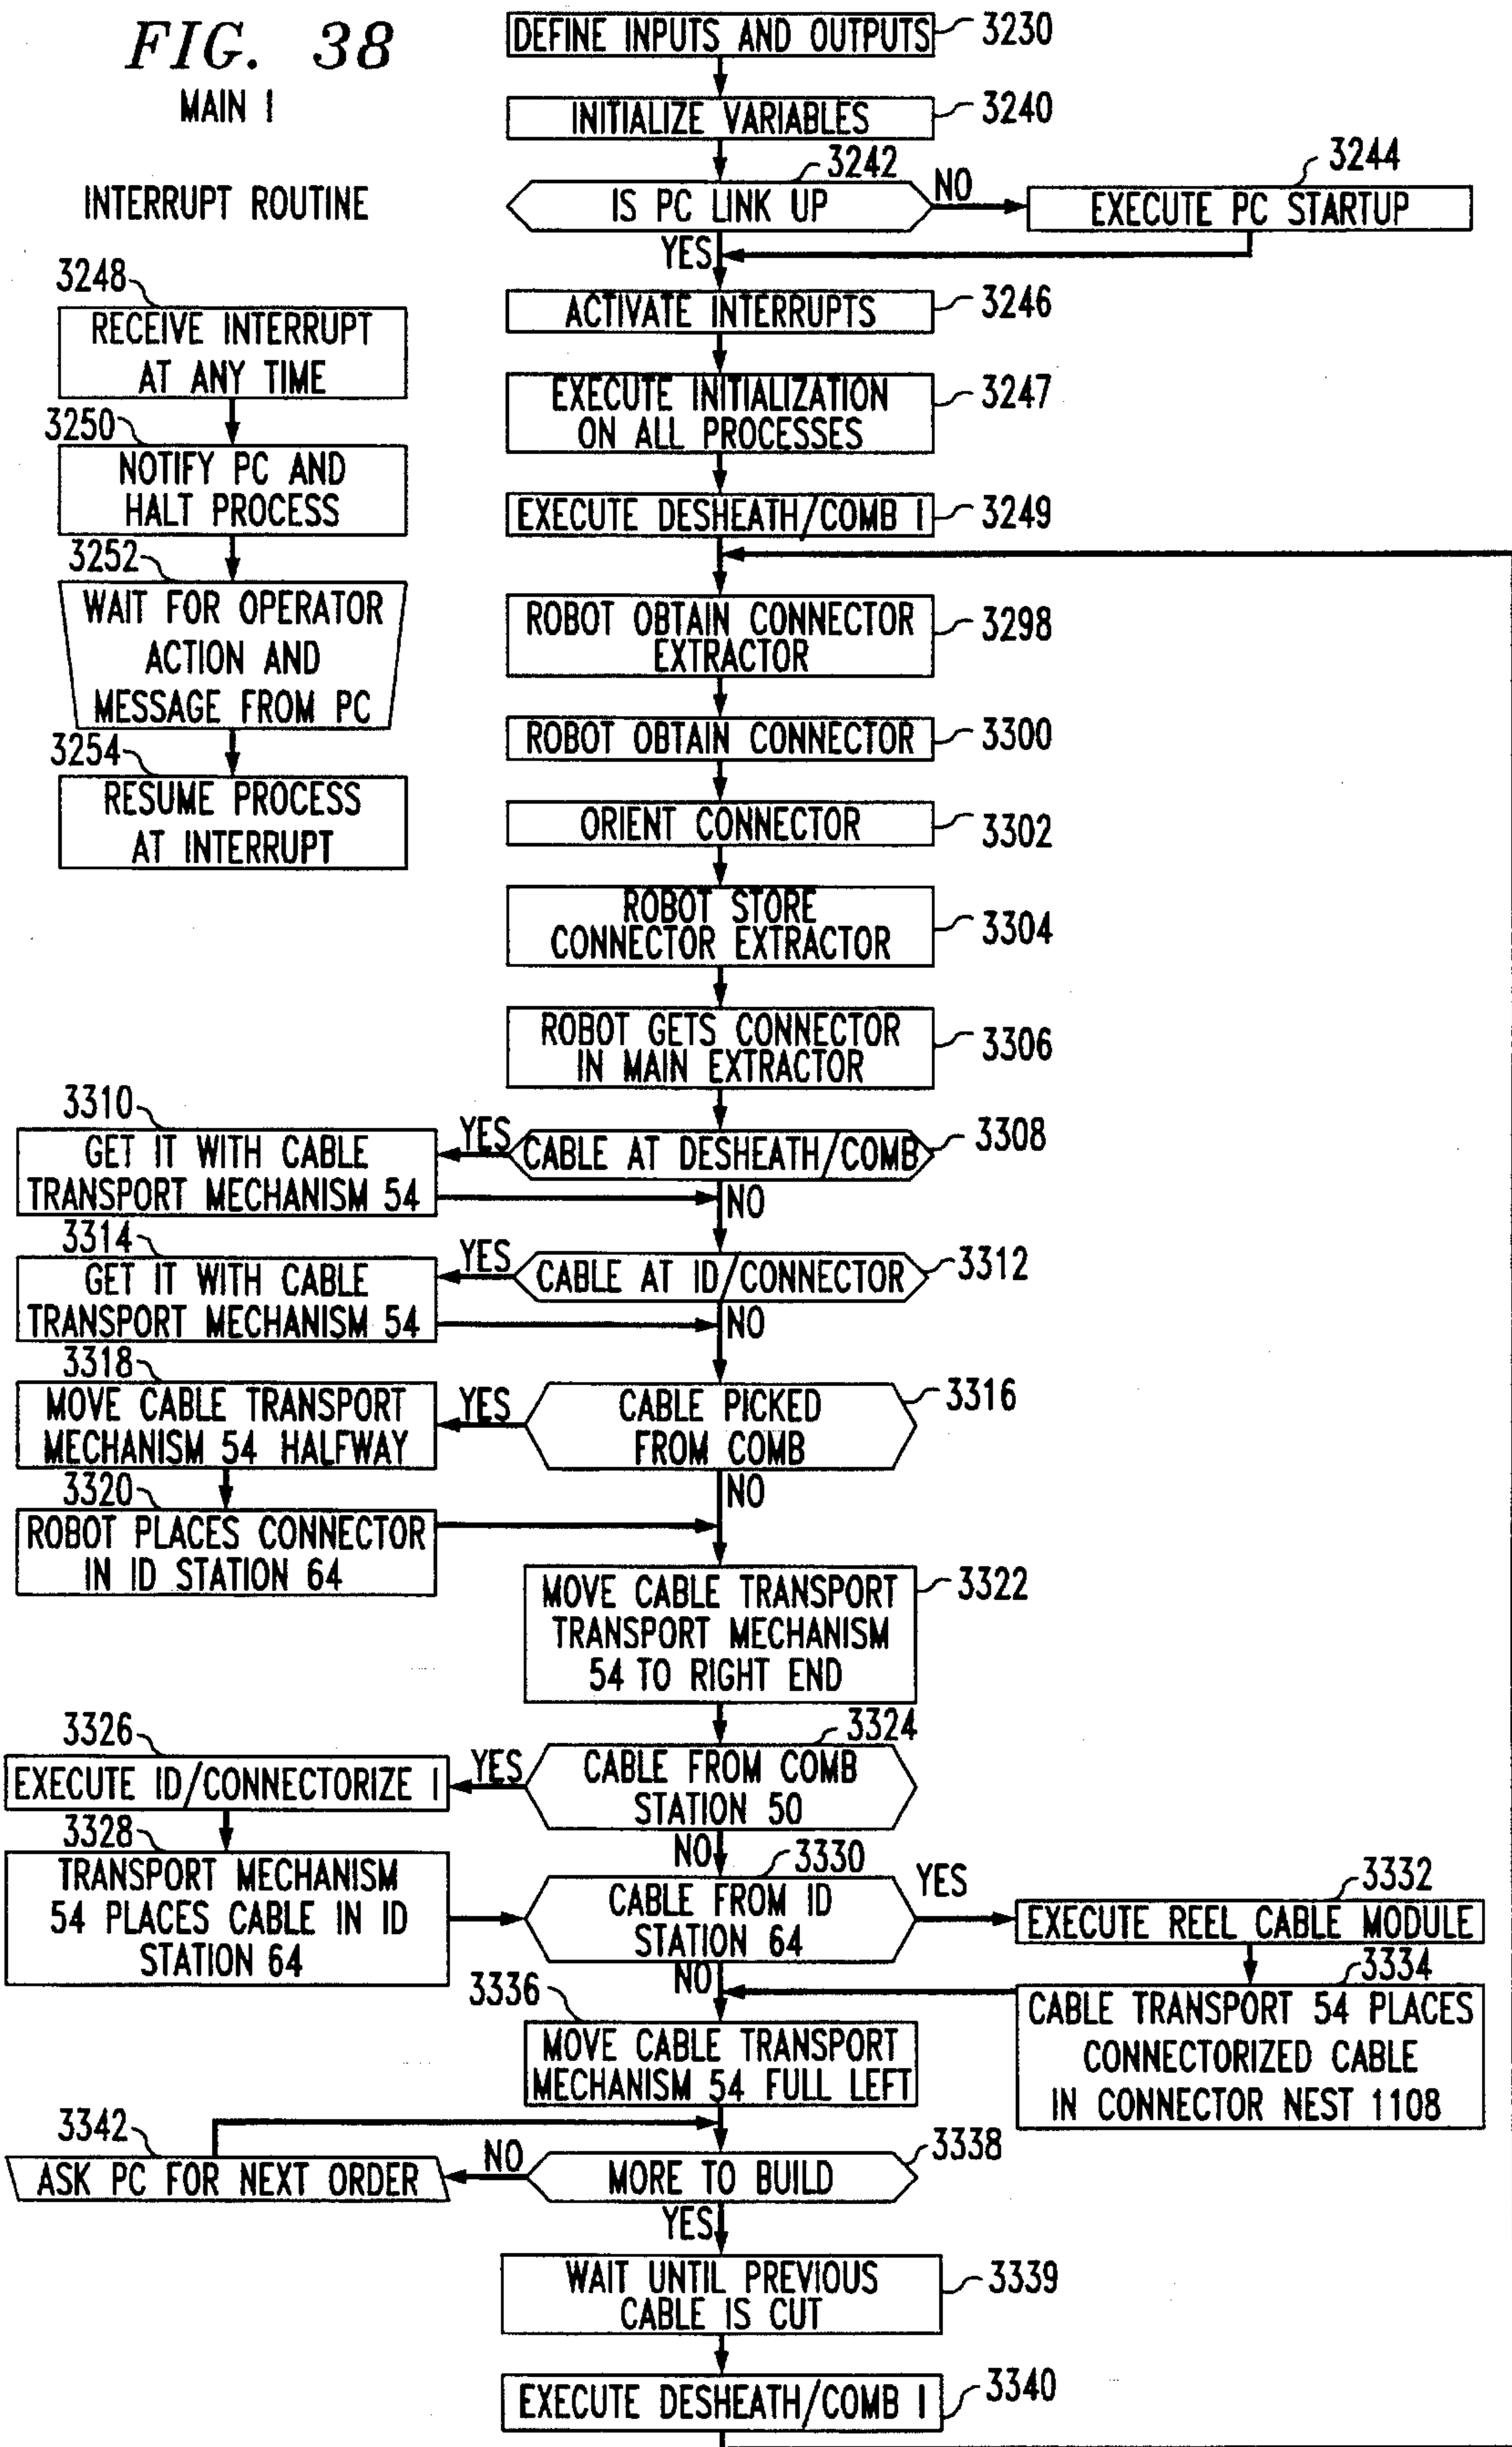 FIG. 38
MAIN I
INTERRUPT ROUTINE
3248
RECEIVE INTERRUPT
AT ANY TIME
3250
NOTIFY PC AND
HALT PROCESS
3252
WAIT FOR OPERATOR
ACTION AND
MESSAGE FROM PC
3254
RESUME PROCESS
AT INTERRUPT
DEFINE INPUTS AND OUTPUTS
3230
INITIALIZE VARIABLES
3240
3242
IS PC LINK UP
NO
3244
EXECUTE PC STARTUP
YES
ACTIVATE INTERRUPTS
3246
EXECUTE INITIALIZATION
ON ALL PROCESSES
3247
EXECUTE DESHEATH/COMB I
3249
ROBOT OBTAIN CONNECTOR
EXTRACTOR
3298
ROBOT OBTAIN CONNECTOR
3300
ORIENT CONNECTOR
3302
ROBOT STORE
CONNECTOR EXTRACTOR
3304
ROBOT GETS CONNECTOR
IN MAIN EXTRACTOR
3306
CABLE AT DESHEATH/COMB
3308
YES
3310
GET IT WITH CABLE
TRANSPORT MECHANISM 54
NO
CABLE AT ID/CONNECTOR
3312
YES
3314
GET IT WITH CABLE
TRANSPORT MECHANISM 54
NO
CABLE PICKED
FROM COMB
3316
YES
3318
MOVE CABLE TRANSPORT
MECHANISM 54 HALFWAY
3320
ROBOT PLACES CONNECTOR
IN ID STATION 64
NO
MOVE CABLE TRANSPORT
TRANSPORT MECHANISM
54 TO RIGHT END
3322
3324
CABLE FROM COMB
STATION 50
YES
3326
EXECUTE ID/CONNECTORIZE I
3328
TRANSPORT MECHANISM
54 PLACES CABLE IN ID
STATION 64
NO
3330
CABLE FROM ID
STATION 64
YES
3332
EXECUTE REEL CABLE MODULE
3334
CABLE TRANSPORT 54 PLACES
CONNECTORIZED CABLE
IN CONNECTOR NEST 1108
NO
3336
MOVE CABLE TRANSPORT
MECHANISM 54 FULL LEFT
3338
MORE TO BUILD
NO
3342
ASK PC FOR NEXT ORDER
YES
WAIT UNTIL PREVIOUS
CABLE IS CUT
3339
EXECUTE DESHEATH/COMB I
3340